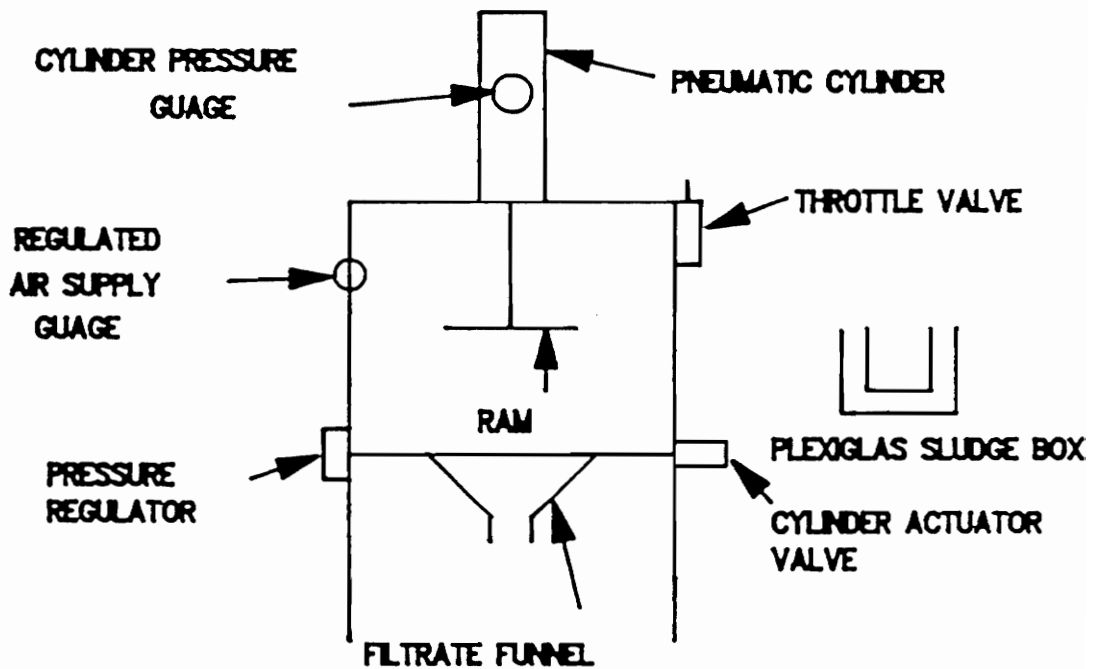 CYLINDER PRESSURE
GUAGE
PNEUMATIC CYLINDER
THROTTLE VALVE
REGULATED
AIR SUPPLY
GUAGE
RAM
PLEXIGLAS SLUDGE BOX
PRESSURE
REGULATOR
CYLINDER ACTUATOR
VALVE
FILTRATE FUNNEL